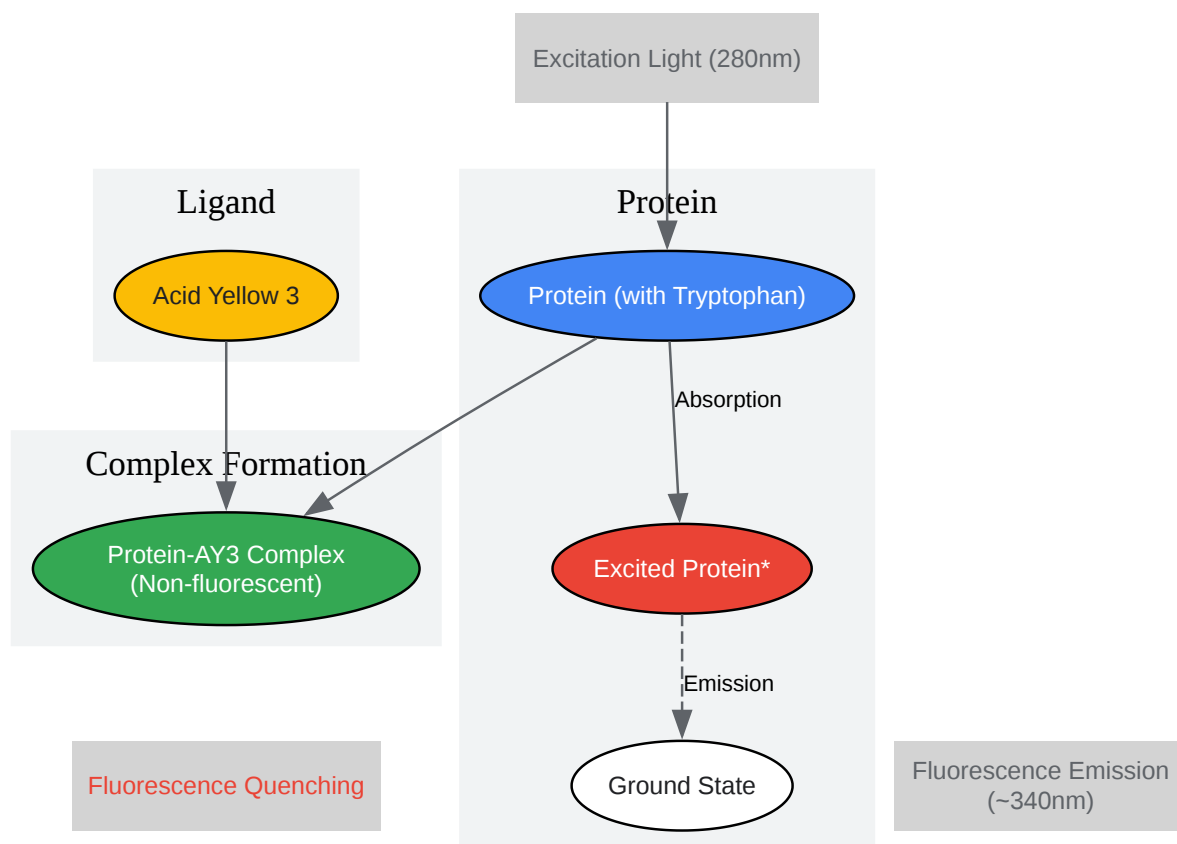 Excitation Light (280nm)
Ligand
Protein
Acid Yellow 3
Protein (with Tryptophan)
Absorption
Complex Formation
Protein-AY3 Complex
(Non-fluorescent)
Excited Protein*
Emission
Fluorescence Quenching
Ground State
Fluorescence Emission
(~340nm)